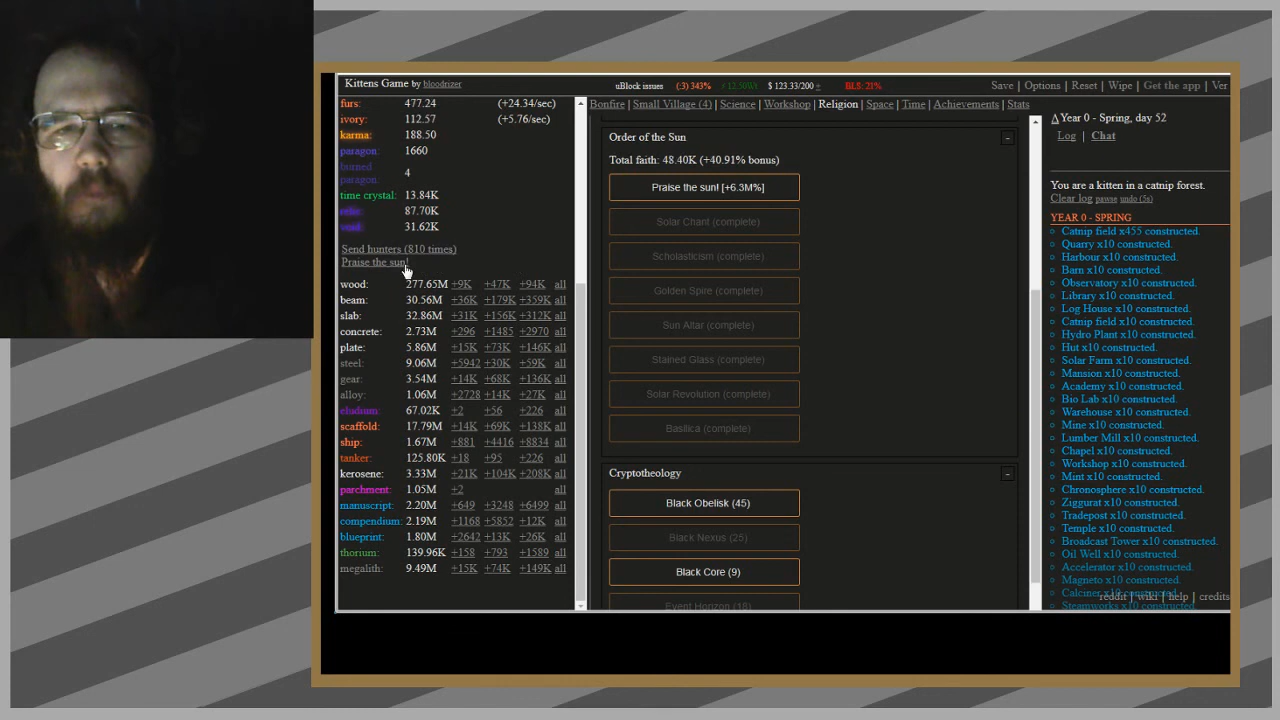 Kittens Game by bloodrizer
uBlock issues (:3) 343% $ 123.33/200 BLS: 21%
Save | Options | Reset | Wipe | Get the app | Ver
furs: 477.24 (+24.34/sec)
ivory: 112.57 (+5.76/sec)
karma: 188.50
paragon: 1660
burned paragon: 4
time crystal: 13.84K
relic: 87.70K
void: 31.62K
Send hunters (810 times)
Praise the sun!
wood: 277.65M +9K +47K +94K all
beam: 30.56M +36K +179K +359K all
slab: 32.86M +31K +156K +312K all
concrete: 2.73M +296 +1485 +2970 all
plate: 5.86M +15K +73K +146K all
steel: 9.06M +5942 +30K +59K all
gear: 3.54M +14K +68K +136K all
alloy: 1.06M +2728 +14K +27K all
eludium: 67.02K +2 +56 +226 all
scaffold: 17.79M +14K +69K +138K all
ship: 1.67M +881 +4416 +8834 all
tanker: 125.80K +18 +95 +226 all
kerosene: 3.33M +21K +104K +208K all
parchment: 1.05M +2 all
manuscript: 2.20M +649 +3248 +6499 all
compendium: 2.19M +1168 +5852 +12K all
blueprint: 1.80M +2642 +13K +26K all
thorium: 139.96K +158 +793 +1589 all
megalith: 9.49M +15K +74K +149K all
Bonfire | Small Village (4) | Science | Workshop | Religion | Space | Time | Achievements | Stats
Order of the Sun -
Total faith: 48.40K (+40.91% bonus)
Praise the sun! [+6.3M%]
Solar Chant (complete)
Scholasticism (complete)
Golden Spire (complete)
Sun Altar (complete)
Stained Glass (complete)
Solar Revolution (complete)
Basilica (complete)
Cryptotheology -
Black Obelisk (45)
Black Nexus (25)
Black Core (9)
Event Horizon (18)
Year 0 - Spring, day 52
Log | Chat
You are a kitten in a catnip forest.
Clear log pause undo (5s)
YEAR 0 - SPRING
Catnip field x455 constructed.
Quarry x10 constructed.
Harbour x10 constructed.
Barn x10 constructed.
Observatory x10 constructed.
Library x10 constructed.
Log House x10 constructed.
Catnip field x10 constructed.
Hydro Plant x10 constructed.
Hut x10 constructed.
Solar Farm x10 constructed.
Mansion x10 constructed.
Academy x10 constructed.
Bio Lab x10 constructed.
Warehouse x10 constructed.
Mine x10 constructed.
Lumber Mill x10 constructed.
Chapel x10 constructed.
Workshop x10 constructed.
Mint x10 constructed.
Chronosphere x10 constructed.
Ziggurat x10 constructed.
Tradepost x10 constructed.
Temple x10 constructed.
Broadcast Tower x10 constructed.
Oil Well x10 constructed.
Accelerator x10 constructed.
Magneto x10 constructed.
Calciner x10 constructed.
Steamworks x10 constructed.
reddit | wiki | help | credits